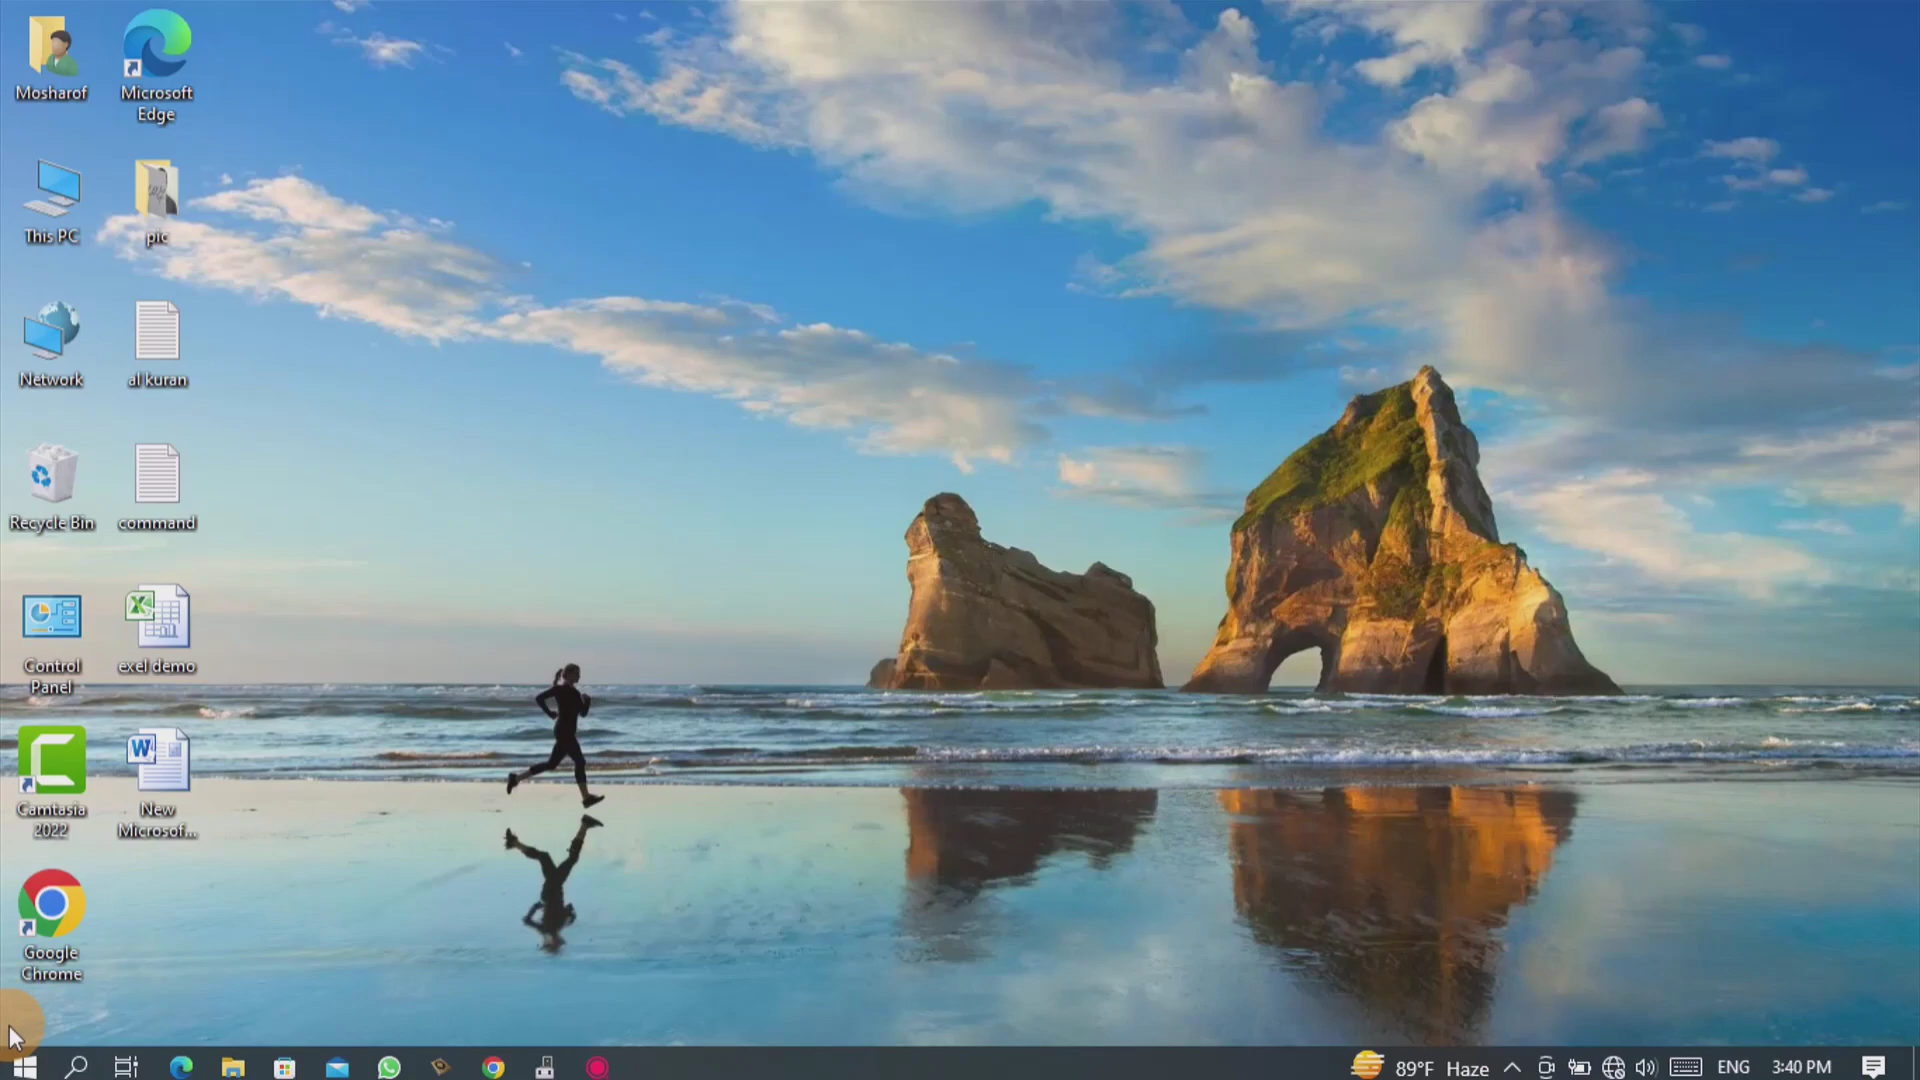 Mosharof
Microsoft
Edge
This PC
pic
Network
al kuran
Recycle Bin
command
Control
Panel
exel demo
Camtasia
2022
New
Microsof...
Google
Chrome
89°F Haze
ENG
3:40 PM